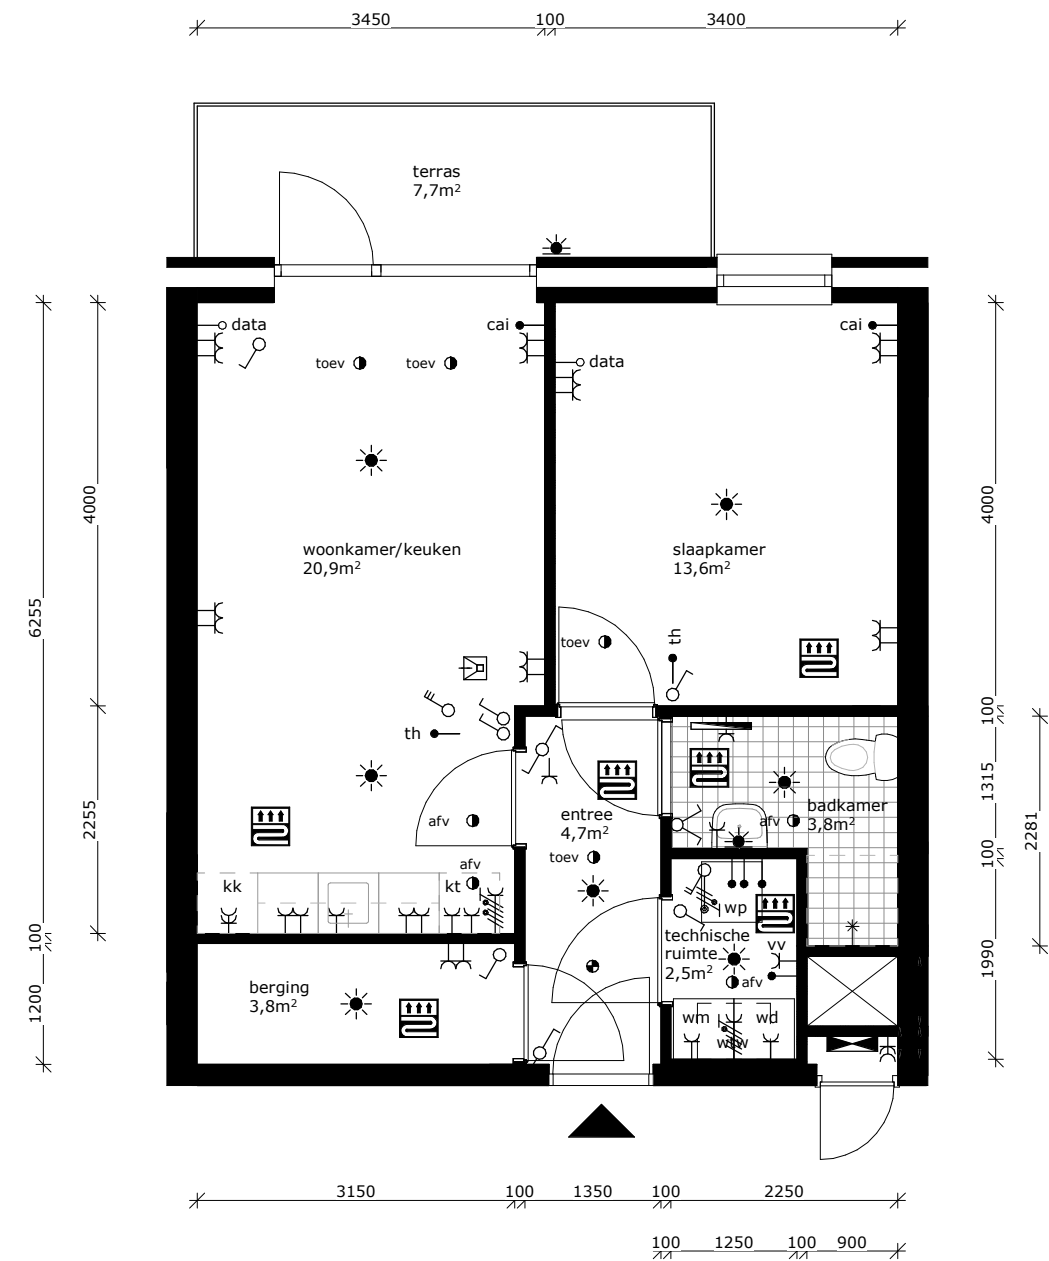 3450 100 3400
terras
7,7m²
data
cai
cai
toev
toev
data
woonkamer/keuken
20,9m²
slaapkamer
13,6m²
4000
4000
6255
toev
th
th
100
2255
1315
2281
badkamer
3,8m²
afv
entree
4,7m²
afv
toev
100
afv
kk
kt
wp
technische
ruimte
2,5m²
vv
afv
100
1990
berging
3,8m²
1200
wm
wd
wtw
3150 100 1350 100 2250
100 1250 100 900